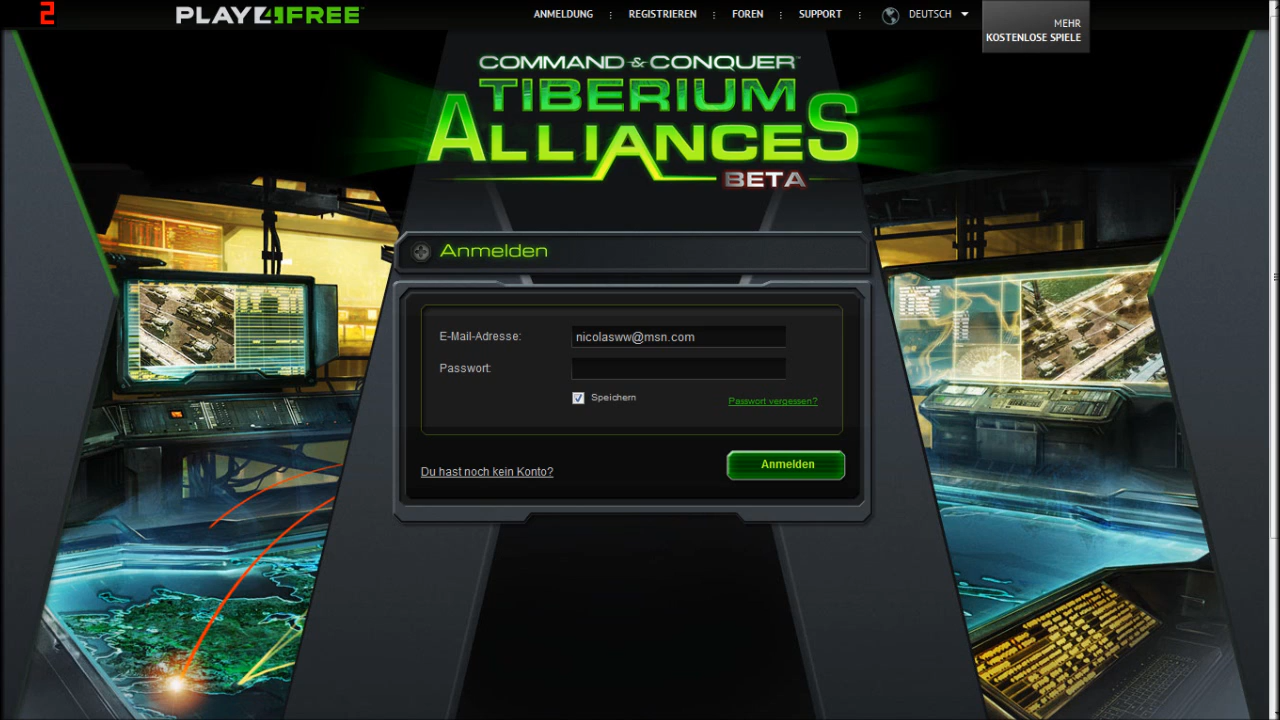 2
PLAY4FREE
ANMELDUNG
REGISTRIEREN
FOREN
SUPPORT
DEUTSCH
MEHR
KOSTENLOSE SPIELE
COMMAND & CONQUER™
TIBERIUM
ALLIANCES
BETA
Anmelden
E-Mail-Adresse:
nicolasww@msn.com
Passwort:
Speichern
Passwort vergessen?
Du hast noch kein Konto?
Anmelden